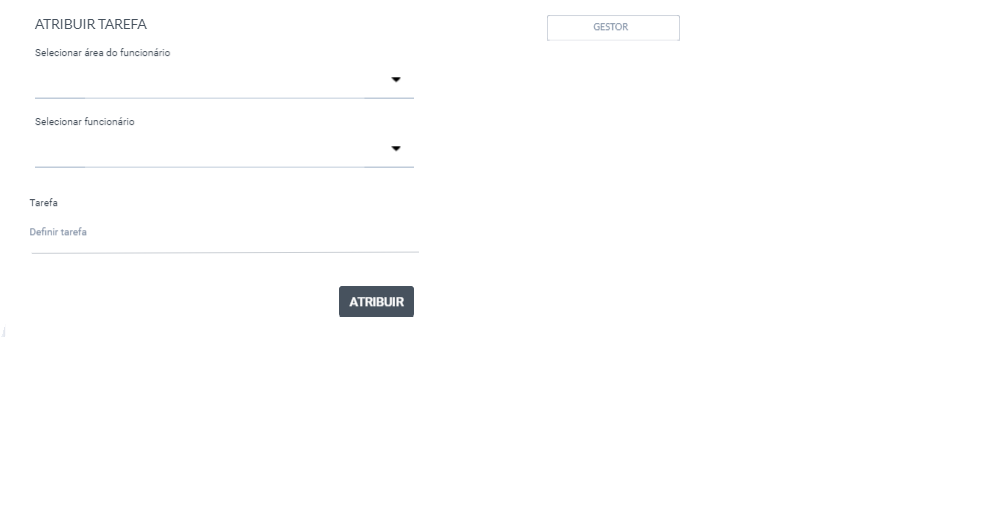 ATRIBUIR TAREFA
GESTOR
Selecionar área do funcionário
Selecionar funcionário
Tarefa
Definir tarefa
ATRIBUIR